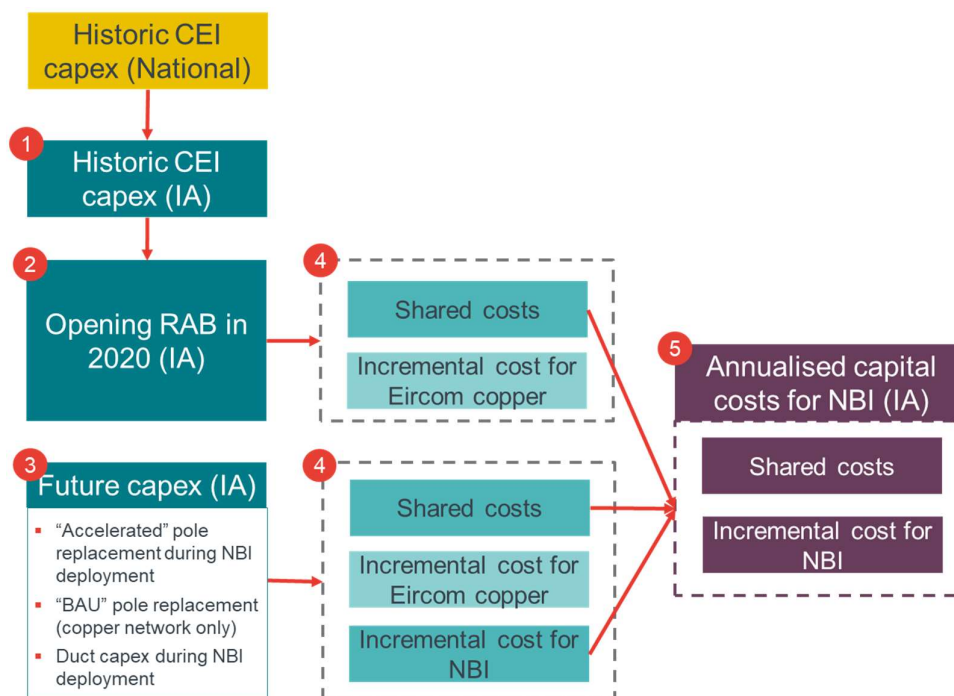 Historic CEI
capex (National)
1
Historic CEI
capex (IA)
2
Opening RAB in
2020 (IA)
4
Shared costs
Incremental cost for
Eircom copper
3
Future capex (IA)
▪ “Accelerated” pole
replacement during NBI
deployment
▪ “BAU” pole replacement
(copper network only)
▪ Duct capex during NBI
deployment
4
Shared costs
Incremental cost for
Eircom copper
Incremental cost for
NBI
5
Annualised capital
costs for NBI (IA)
Shared costs
Incremental cost for
NBI